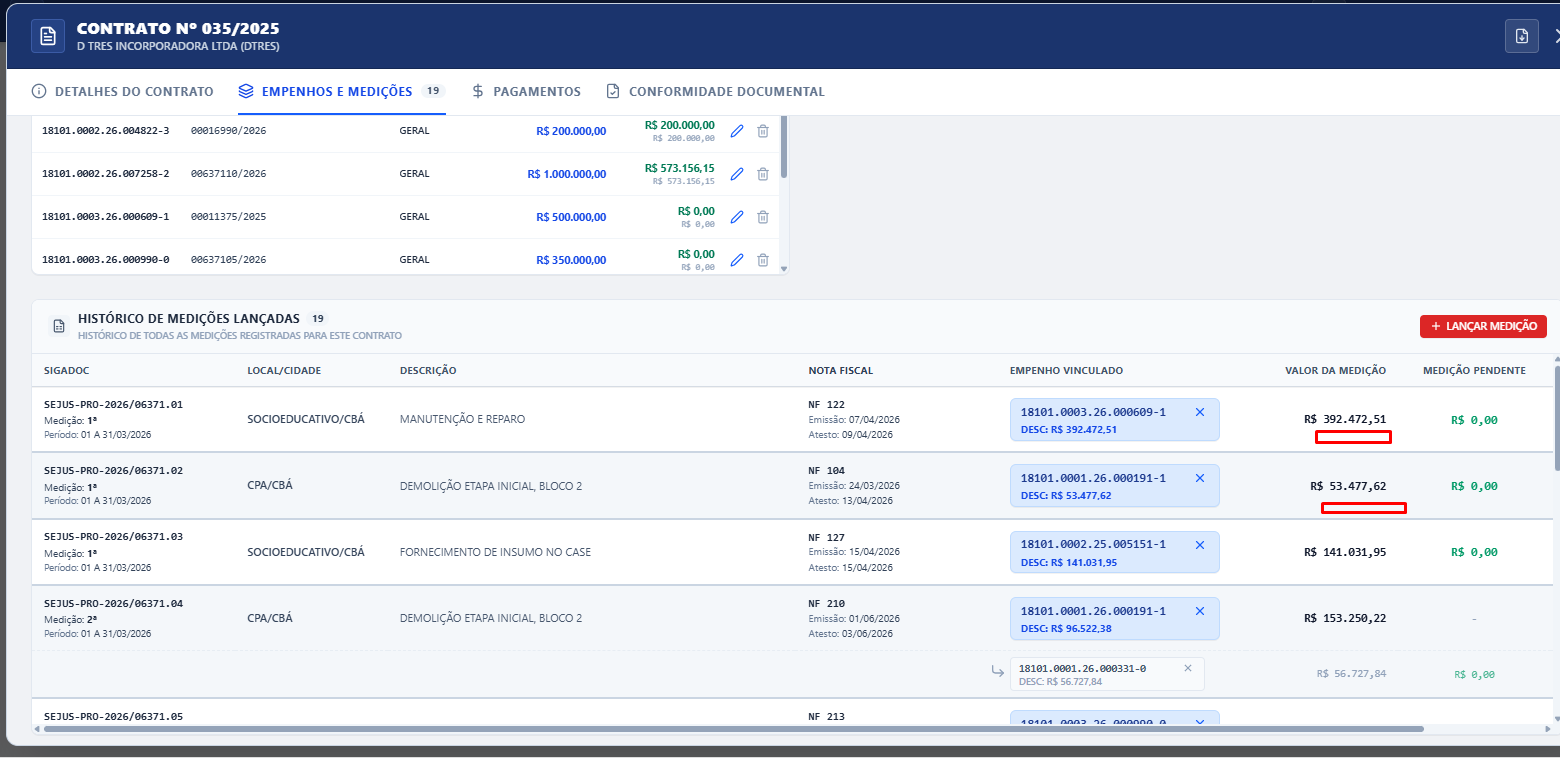 CONTRATO Nº 035/2025
D TRES INCORPORADORA LTDA (DTRES)
DETALHES DO CONTRATO
EMPENHOS E MEDIÇÕES 19
PAGAMENTOS
CONFORMIDADE DOCUMENTAL
18101.0002.26.004822-3 00016990/2026 GERAL R$ 200.000,00 R$ 200.000,00
R$ 200.000,00
18101.0002.26.007258-2 00637110/2026 GERAL R$ 1.000.000,00 R$ 573.156,15
R$ 573.156,15
18101.0003.26.000609-1 00011375/2025 GERAL R$ 500.000,00 R$ 0,00
R$ 0,00
18101.0003.26.000990-0 00637105/2026 GERAL R$ 350.000,00 R$ 0,00
R$ 0,00
HISTÓRICO DE MEDIÇÕES LANÇADAS 19
HISTÓRICO DE TODAS AS MEDIÇÕES REGISTRADAS PARA ESTE CONTRATO
+ LANÇAR MEDIÇÃO
SIGADOC LOCAL/CIDADE DESCRIÇÃO NOTA FISCAL EMPENHO VINCULADO VALOR DA MEDIÇÃO MEDIÇÃO PENDENTE
SEJUS-PRO-2026/06371.01
Medição: 1ª
Período: 01 A 31/03/2026
SOCIOEDUCATIVO/CBÁ
MANUTENÇÃO E REPARO
NF 122
Emissão: 07/04/2026
Atesto: 09/04/2026
18101.0003.26.000609-1
DESC: R$ 392.472,51
R$ 392.472,51
R$ 0,00
SEJUS-PRO-2026/06371.02
Medição: 1ª
Período: 01 A 31/03/2026
CPA/CBÁ
DEMOLIÇÃO ETAPA INICIAL, BLOCO 2
NF 104
Emissão: 24/03/2026
Atesto: 13/04/2026
18101.0001.26.000191-1
DESC: R$ 53.477,62
R$ 53.477,62
R$ 0,00
SEJUS-PRO-2026/06371.03
Medição: 1ª
Período: 01 A 31/03/2026
SOCIOEDUCATIVO/CBÁ
FORNECIMENTO DE INSUMO NO CASE
NF 127
Emissão: 15/04/2026
Atesto: 15/04/2026
18101.0002.25.005151-1
DESC: R$ 141.031,95
R$ 141.031,95
R$ 0,00
SEJUS-PRO-2026/06371.04
Medição: 2ª
Período: 01 A 31/03/2026
CPA/CBÁ
DEMOLIÇÃO ETAPA INICIAL, BLOCO 2
NF 210
Emissão: 01/06/2026
Atesto: 03/06/2026
18101.0001.26.000191-1
DESC: R$ 96.522,38
R$ 153.250,22
-
18101.0001.26.000331-0
DESC: R$ 56.727,84
R$ 56.727,84
R$ 0,00
SEJUS-PRO-2026/06371.05
NF 213
18101.0003.26.000990-0